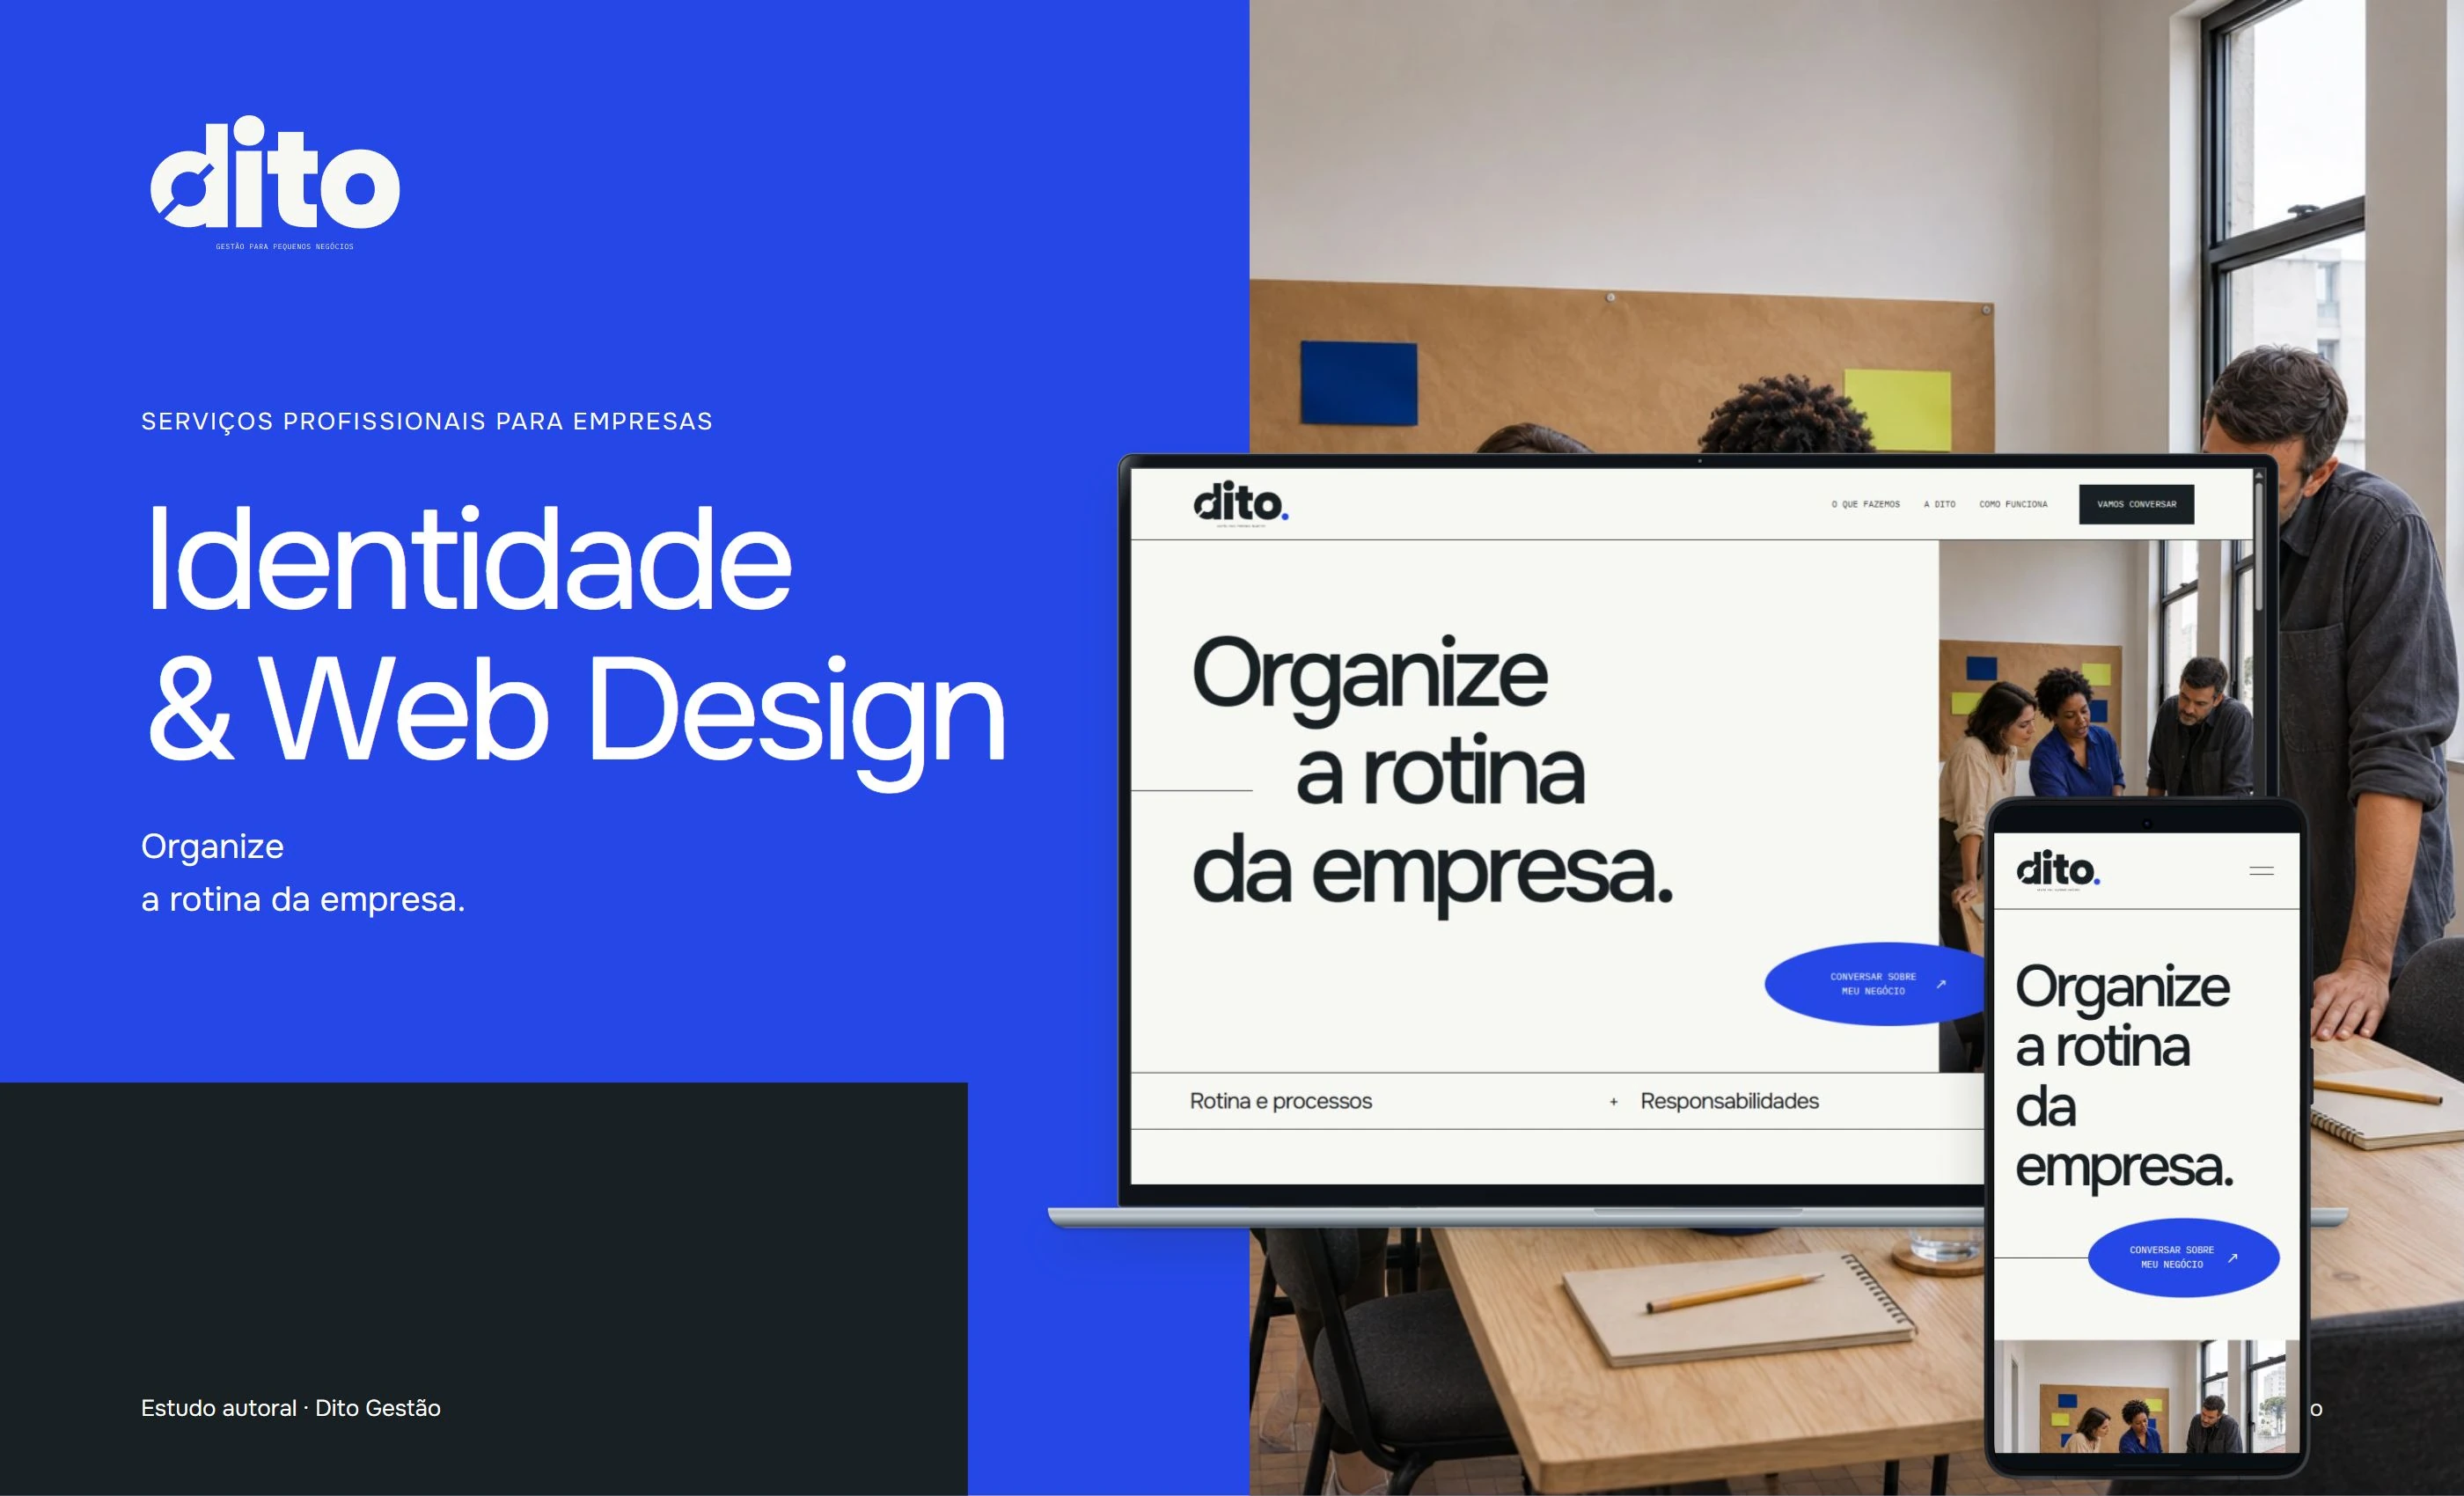 dito
GESTÃO PARA PEQUENOS NEGÓCIOS
SERVIÇOS PROFISSIONAIS PARA EMPRESAS
Identidade
& Web Design
Organize
a rotina da empresa.
Estudo autoral · Dito Gestão
dito.
O QUE FAZEMOS A DITO COMO FUNCIONA VAMOS CONVERSAR
Organize
a rotina
da empresa.
CONVERSAR SOBRE
MEU NEGÓCIO ↗
Rotina e processos + Responsabilidades
dito.
Organize
a rotina
da
empresa.
CONVERSAR SOBRE
MEU NEGÓCIO ↗
o